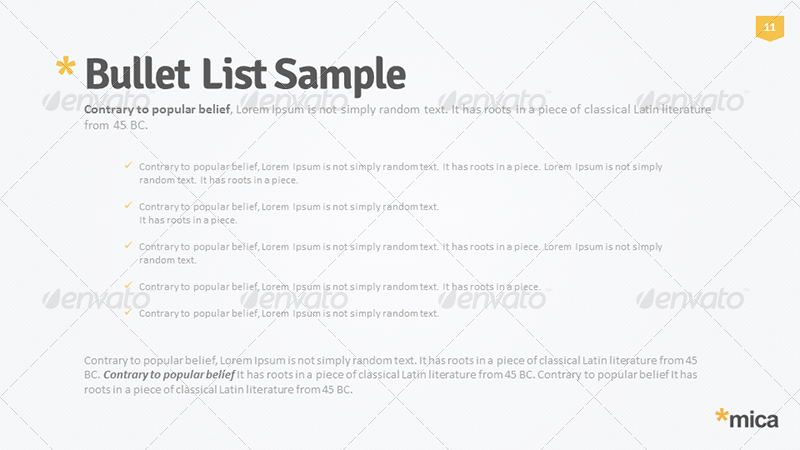 11
* Bullet List Sample
envato envato envato envato
Contrary to popular belief, Lorem Ipsum is not simply random text. It has roots in a piece of classical Latin literature
from 45 BC.
✓ Contrary to popular belief, Lorem Ipsum is not simply random text. It has roots in a piece. Lorem Ipsum is not simply
random text. It has roots in a piece.
✓ Contrary to popular belief, Lorem Ipsum is not simply random text.
It has roots in a piece.
✓ Contrary to popular belief, Lorem Ipsum is not simply random text. It has roots in a piece. Lorem Ipsum is not simply
random text.
✓ Contrary to popular belief, Lorem Ipsum is not simply random text. It has roots in a piece.
envato envato envato envato
✓ Contrary to popular belief, Lorem Ipsum is not simply random text.
Contrary to popular belief, Lorem Ipsum is not simply random text. It has roots in a piece of classical Latin literature from 45
BC. Contrary to popular belief It has roots in a piece of classical Latin literature from 45 BC. Contrary to popular belief It has
roots in a piece of classical Latin literature from 45 BC.
*mica